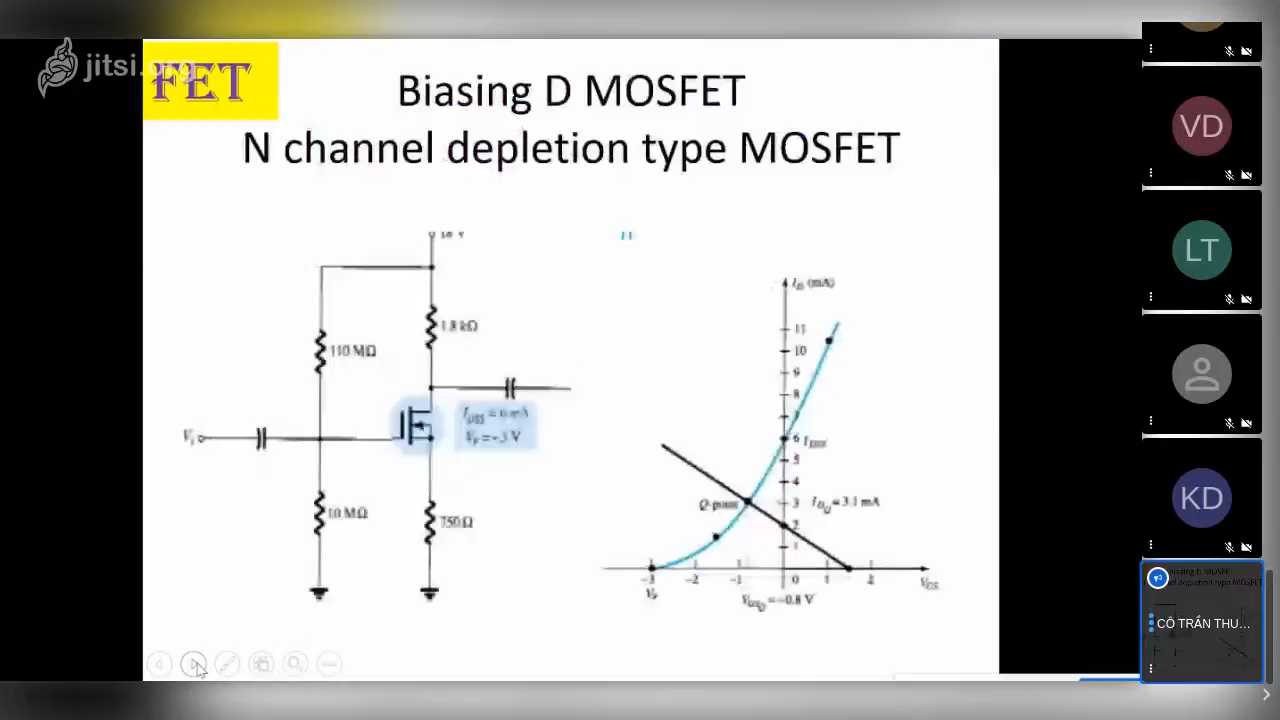 jitsi.org
FET
Biasing D MOSFET
N channel depletion type MOSFET
18 V
1.8 kΩ
110 MΩ
I_DSS = 6 mA
V_P = –3 V
V_i
10 MΩ
750 Ω
I_D (mA)
11
10
9
8
7
6 I_DSS
5
4
Q-point
3 I_DQ = 3.1 mA
2
1
–3 –2 –1 0 1 2 V_GS
V_P
V_GSQ = –0.8 V
VD
LT
KD
CÔ TRẦN THU...